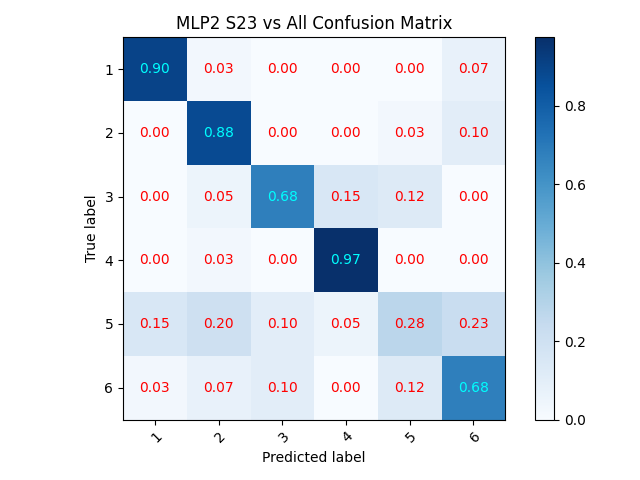 MLP2 S23 vs All Confusion Matrix
True label
1 0.90 0.03 0.00 0.00 0.00 0.07
2 0.00 0.88 0.00 0.00 0.03 0.10
3 0.00 0.05 0.68 0.15 0.12 0.00
4 0.00 0.03 0.00 0.97 0.00 0.00
5 0.15 0.20 0.10 0.05 0.28 0.23
6 0.03 0.07 0.10 0.00 0.12 0.68
1 2 3 4 5 6
Predicted label
0.8
0.6
0.4
0.2
0.0